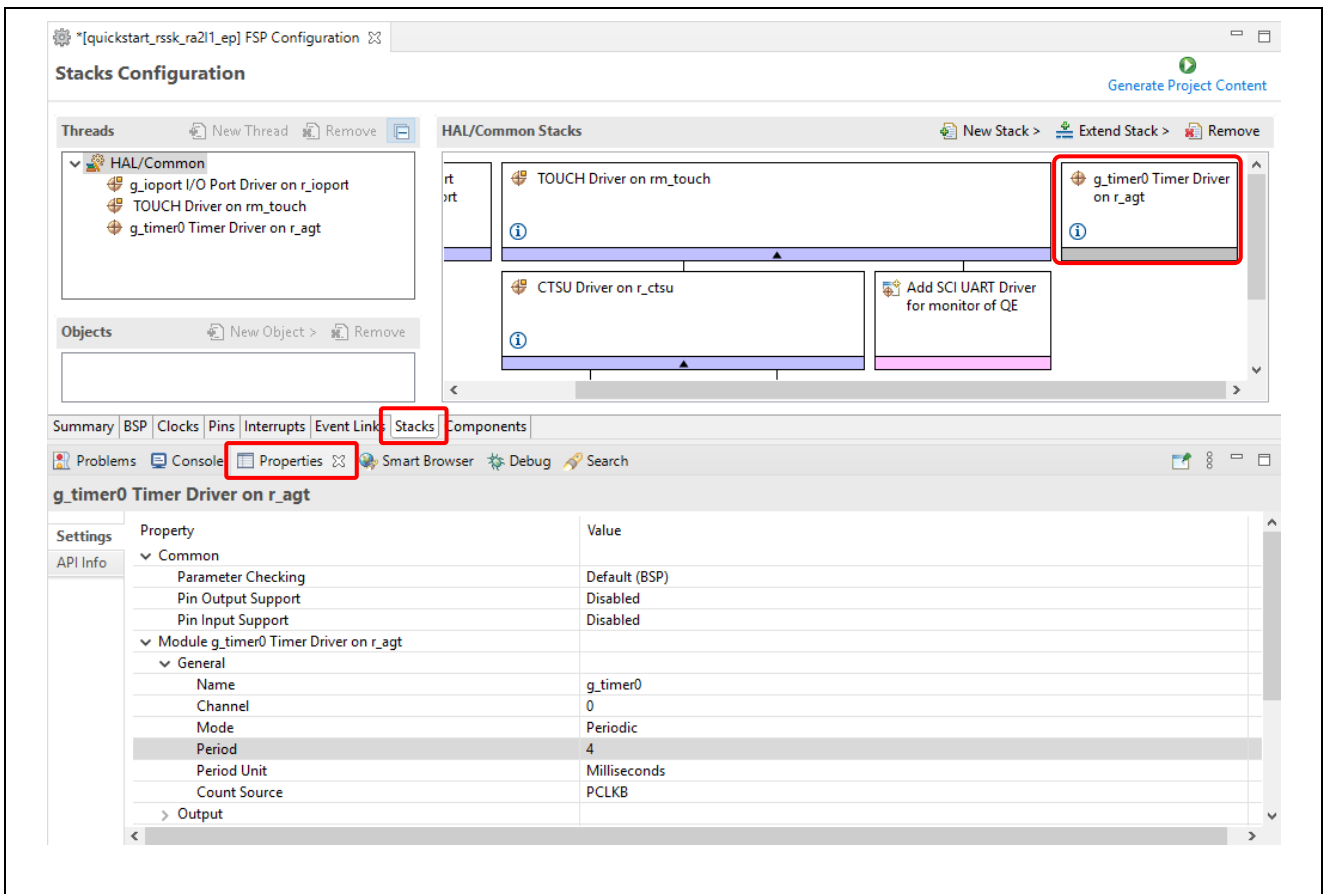 *[quickstart_rssk_ra2l1_ep] FSP Configuration
Stacks Configuration
Generate Project Content
Threads
New Thread
Remove
HAL/Common
g_ioport I/O Port Driver on r_ioport
TOUCH Driver on rm_touch
g_timer0 Timer Driver on r_agt
Objects
New Object >
Remove
HAL/Common Stacks
New Stack >
Extend Stack >
Remove
rt
ort
TOUCH Driver on rm_touch
g_timer0 Timer Driver
on r_agt
CTSU Driver on r_ctsu
Add SCI UART Driver
for monitor of QE
Summary BSP Clocks Pins Interrupts Event Links Stacks Components
Problems Console Properties Smart Browser Debug Search
g_timer0 Timer Driver on r_agt
Settings
API Info
Property Value
Common
Parameter Checking Default (BSP)
Pin Output Support Disabled
Pin Input Support Disabled
Module g_timer0 Timer Driver on r_agt
General
Name g_timer0
Channel 0
Mode Periodic
Period 4
Period Unit Milliseconds
Count Source PCLKB
Output